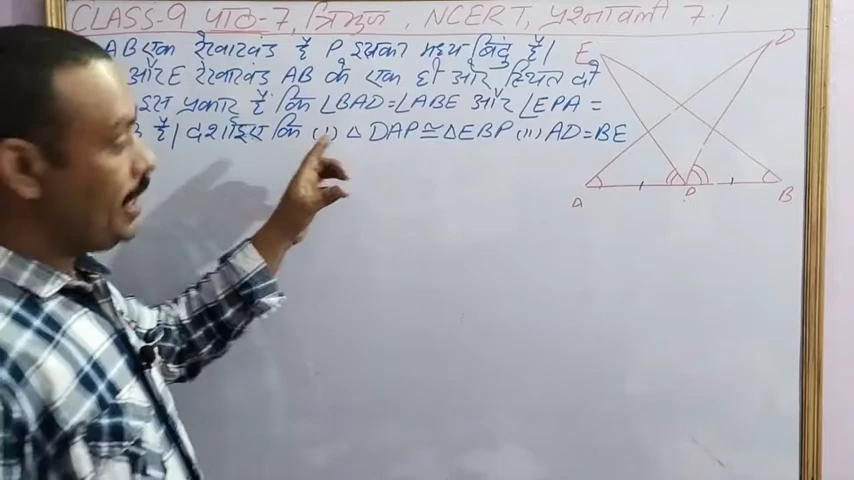 CLASS-9 पाठ-7, त्रिभुज, NCERT, प्रश्नावली 7.1
AB एक रेखाखंड है P इसका मध्य-बिंदु है।
और E रेखाखंड AB के एक ही ओर स्थित दो
इस प्रकार हैं कि ∠BAD=∠ABE और ∠EPA =
है। दर्शाइए कि (i) △DAP≅△EBP (ii) AD=BE
E
D
A
P
B